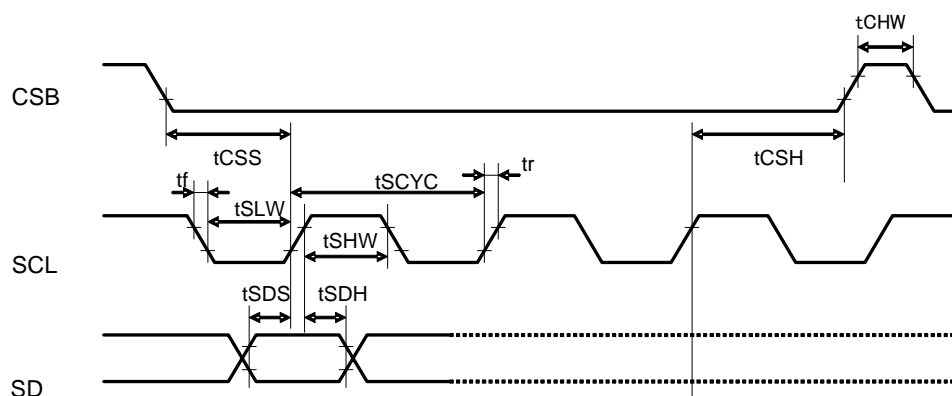 tCHW
CSB
tCSS
tCSH
tf
tSCYC
tr
tSLW
tSHW
SCL
tSDS
tSDH
SD